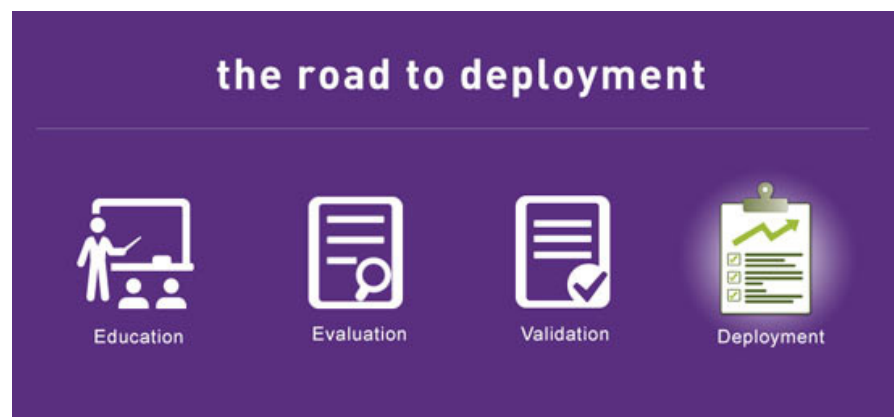 the road to deployment
Education
Evaluation
Validation
Deployment